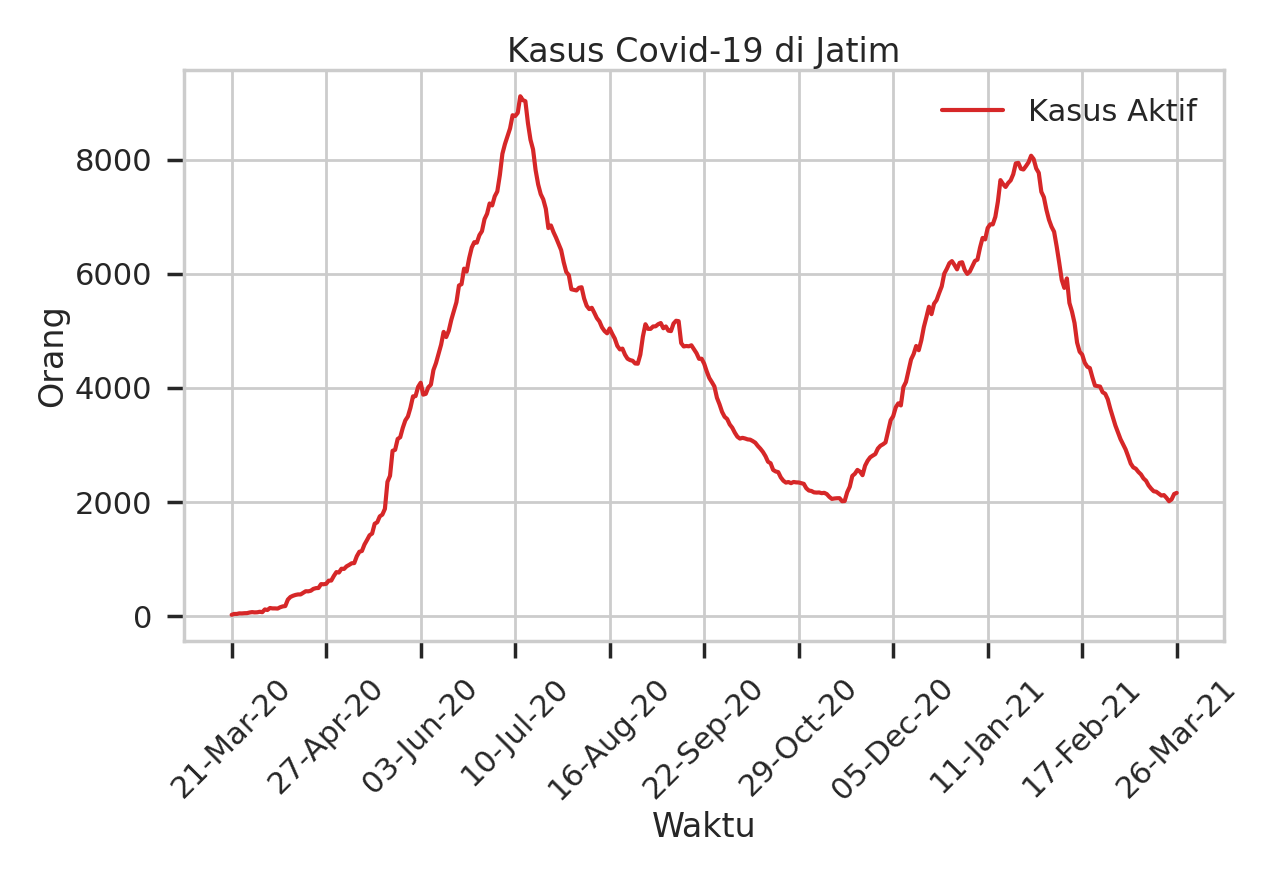 Kasus Covid-19 di Jatim
Kasus Aktif
Orang
8000
6000
4000
2000
0
21-Mar-20
27-Apr-20
03-Jun-20
10-Jul-20
16-Aug-20
22-Sep-20
29-Oct-20
05-Dec-20
11-Jan-21
17-Feb-21
26-Mar-21
Waktu